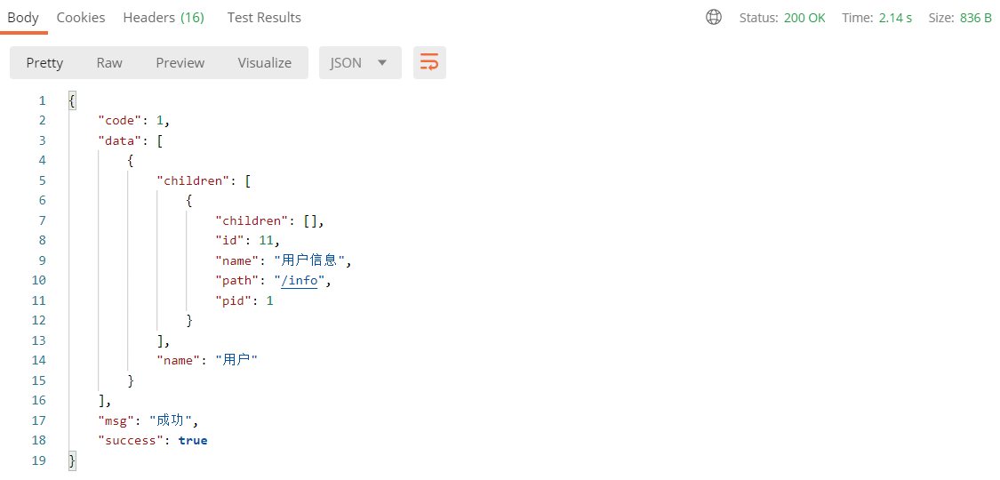 Body Cookies Headers (16) Test Results Status: 200 OK Time: 2.14 s Size: 836 B
Pretty Raw Preview Visualize JSON
1 {
2 "code": 1,
3 "data": [
4 {
5 "children": [
6 {
7 "children": [],
8 "id": 11,
9 "name": "用户信息",
10 "path": "/info",
11 "pid": 1
12 }
13 ],
14 "name": "用户"
15 }
16 ],
17 "msg": "成功",
18 "success": true
19 }